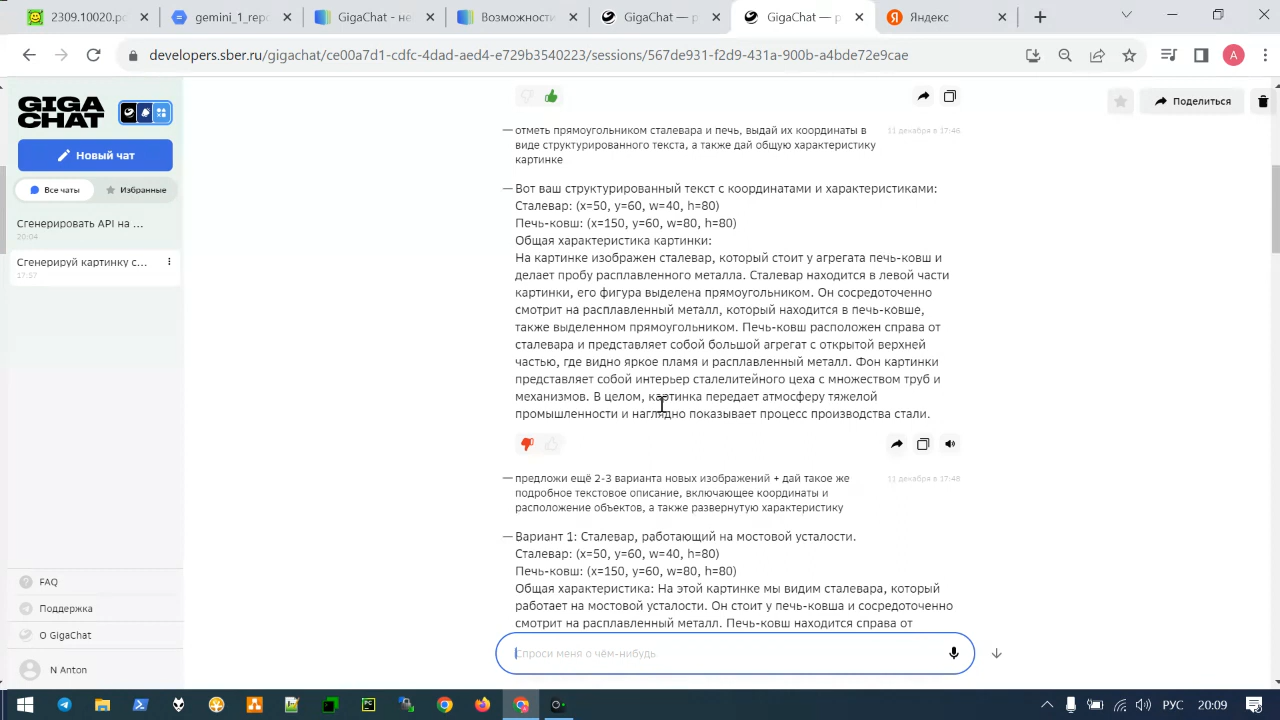 2309.15020.
gemini_1_repo
GigaChat - не
Возможности
GigaChat — р
GigaChat — р
Яндекс
developers.sber.ru/gigachat/ce00a7d1-cdfc-4dad-aed4-e729b3540223/sessions/567de931-f2d9-431a-900b-a4bde72e9cae
A
GIGA
CHAT
Новый чат
Все чаты
Избранные
Сгенерировать API на ...
20:04
Сгенерируй картинку с...
17:57
FAQ
Поддержка
О GigaChat
N Anton
Поделиться
— отметь прямоугольником сталевара и печь, выдай их координаты в
виде структурированного текста, а также дай общую характеристику
картинке
11 декабря в 17:46
— Вот ваш структурированный текст с координатами и характеристиками:
Сталевар: (x=50, y=60, w=40, h=80)
Печь-ковш: (x=150, y=60, w=80, h=80)
Общая характеристика картинки:
На картинке изображен сталевар, который стоит у агрегата печь-ковш и
делает пробу расплавленного металла. Сталевар находится в левой части
картинки, его фигура выделена прямоугольником. Он сосредоточенно
смотрит на расплавленный металл, который находится в печь-ковше,
также выделенном прямоугольником. Печь-ковш расположен справа от
сталевара и представляет собой большой агрегат с открытой верхней
частью, где видно яркое пламя и расплавленный металл. Фон картинки
представляет собой интерьер сталелитейного цеха с множеством труб и
механизмов. В целом, картинка передает атмосферу тяжелой
промышленности и наглядно показывает процесс производства стали.
— предложи ещё 2-3 варианта новых изображений + дай такое же
подробное текстовое описание, включающее координаты и
расположение объектов, а также развернутую характеристику
11 декабря в 17:48
— Вариант 1: Сталевар, работающий на мостовой усталости.
Сталевар: (x=50, y=60, w=40, h=80)
Печь-ковш: (x=150, y=60, w=80, h=80)
Общая характеристика: На этой картинке мы видим сталевара, который
работает на мостовой усталости. Он стоит у печь-ковша и сосредоточенно
смотрит на расплавленный металл. Печь-ковш находится справа от
Спроси меня о чём-нибудь
РУС
20:09